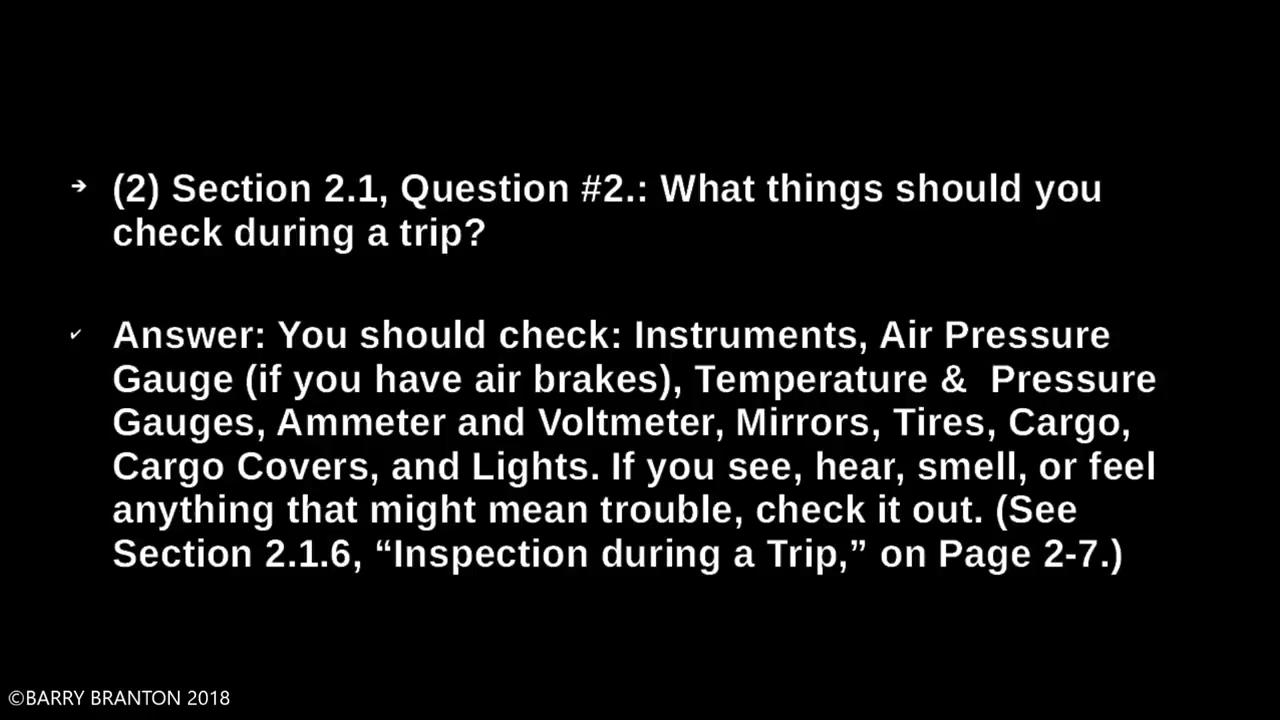 ➔ (2) Section 2.1, Question #2.: What things should you
check during a trip?
✔ Answer: You should check: Instruments, Air Pressure
Gauge (if you have air brakes), Temperature &  Pressure
Gauges, Ammeter and Voltmeter, Mirrors, Tires, Cargo,
Cargo Covers, and Lights. If you see, hear, smell, or feel
anything that might mean trouble, check it out. (See
Section 2.1.6, “Inspection during a Trip,” on Page 2-7.)
©BARRY BRANTON 2018